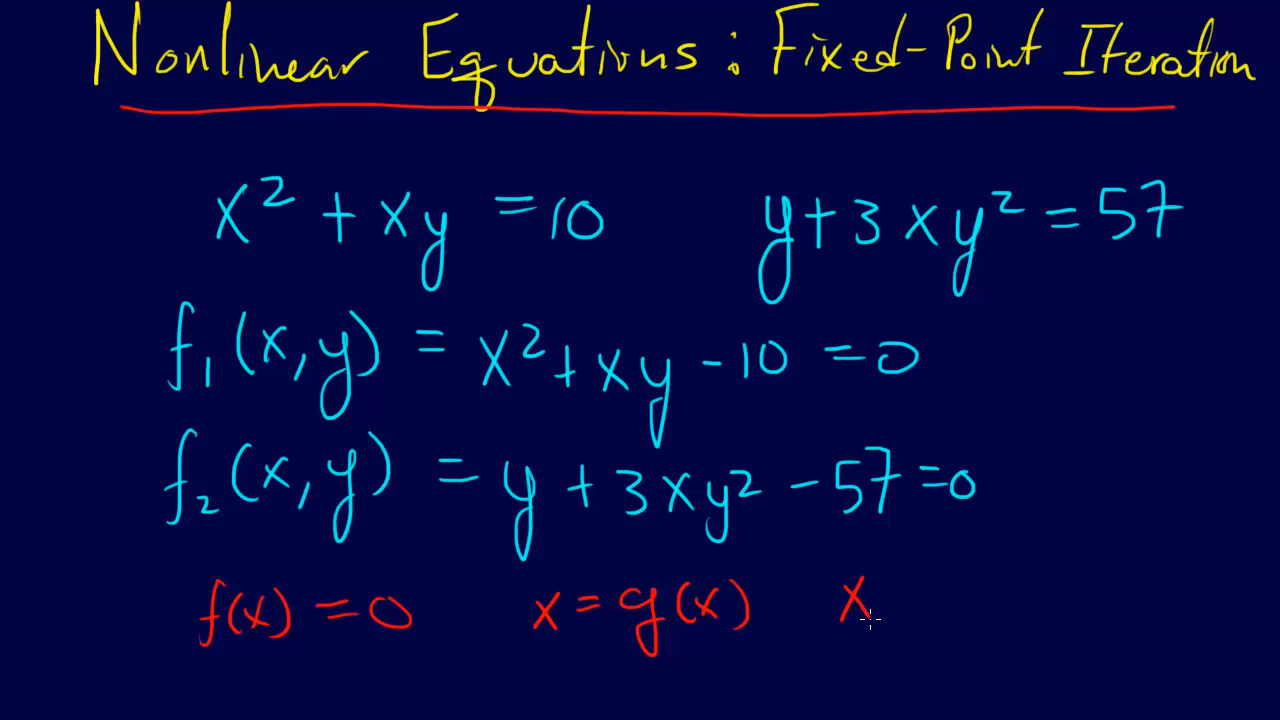 Nonlinear Equations: Fixed-Point Iteration
x² + xy = 10 y + 3xy² = 57
f₁(x,y) = x² + xy - 10 = 0
f₂(x,y) = y + 3xy² - 57 = 0
f(x) = 0 x = g(x) x